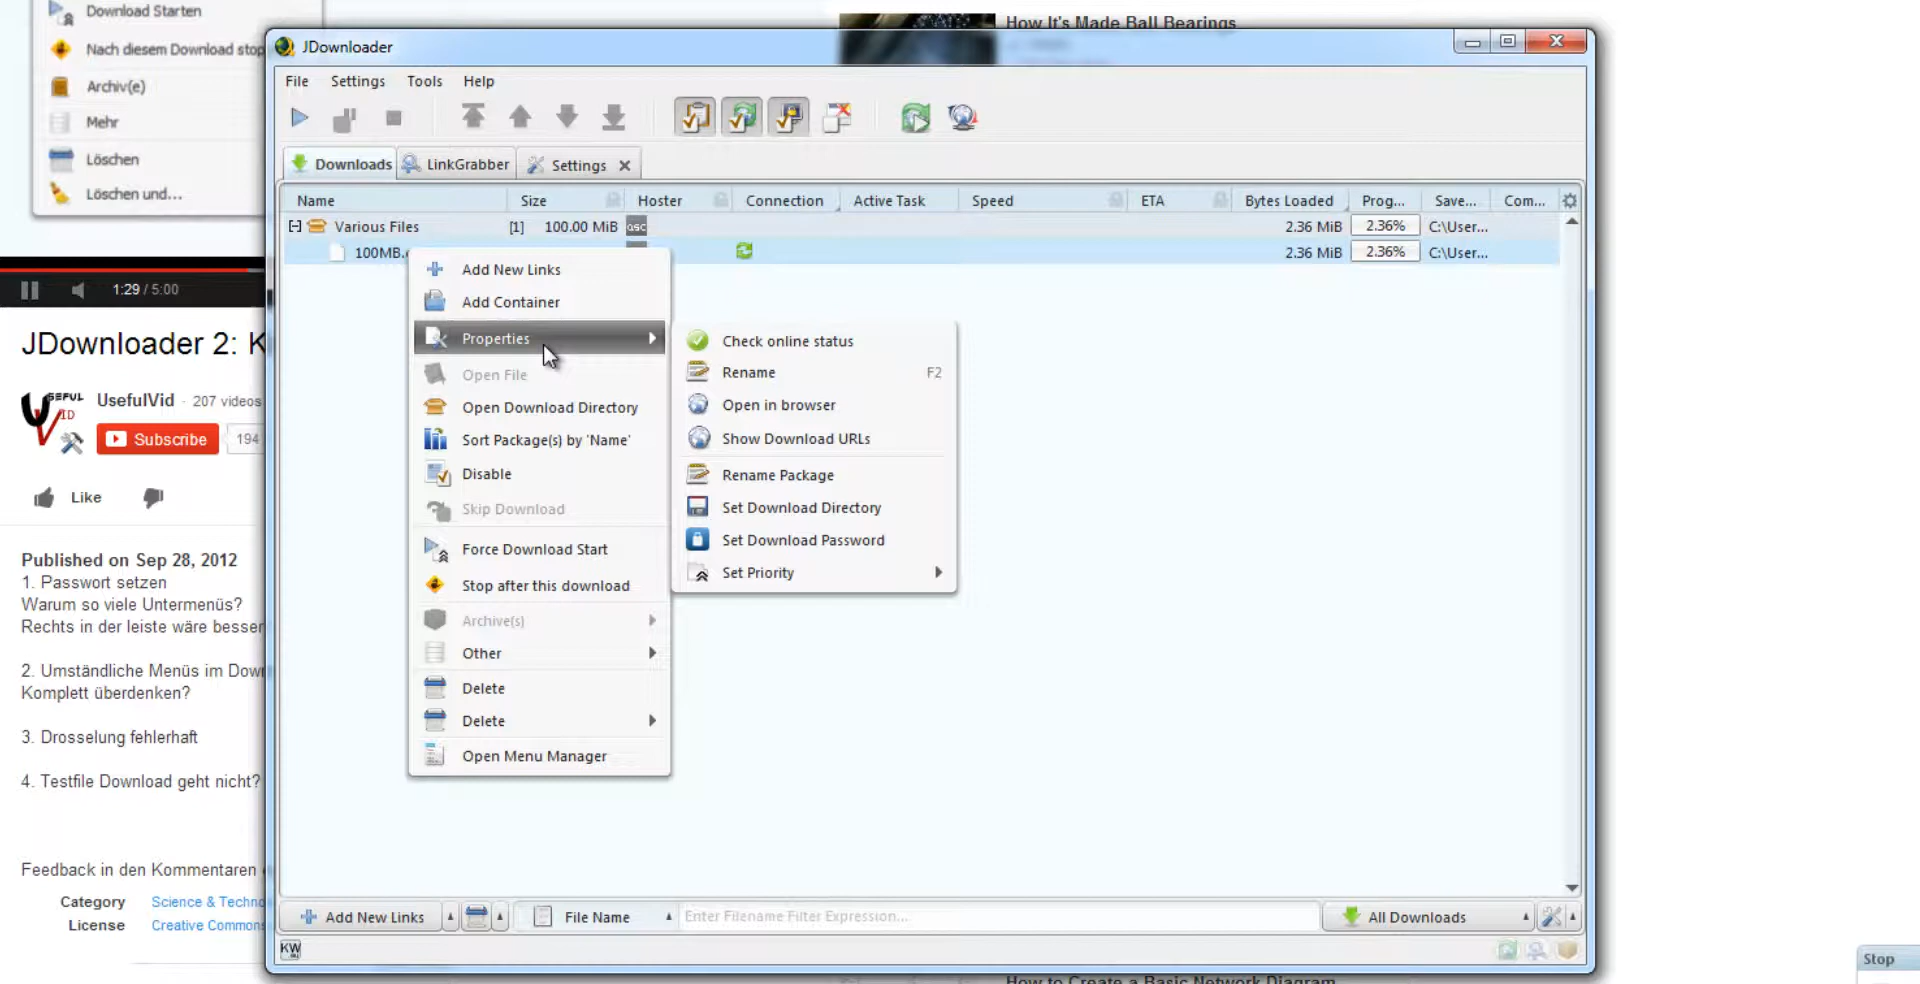 Download Starten
Nach diesem Download stop
Archiv(e)
Mehr
Löschen
Löschen und...
How It's Made Ball Bearings
JDownloader
File Settings Tools Help
Downloads LinkGrabber Settings
Name Size Hoster Connection Active Task Speed ETA Bytes Loaded Prog... Save... Com...
Various Files [1] 100.00 MiB asc 2.36 MiB 2.36% C:\User...
100MB. 2.36 MiB 2.36% C:\User...
Add New Links
Add Container
Properties
Open File
Open Download Directory
Sort Package(s) by 'Name'
Disable
Skip Download
Force Download Start
Stop after this download
Archive(s)
Other
Delete
Delete
Open Menu Manager
Check online status
Rename F2
Open in browser
Show Download URLs
Rename Package
Set Download Directory
Set Download Password
Set Priority
1:29 / 5:00
JDownloader 2: K
UsefulVid · 207 videos
Subscribe 194
Like
Published on Sep 28, 2012
1. Passwort setzen
Warum so viele Untermenüs?
Rechts in der leiste wäre besser
2. Umständliche Menüs im Down
Komplett überdenken?
3. Drosselung fehlerhaft
4. Testfile Download geht nicht?
Feedback in den Kommentaren
Category Science & Techno
License Creative Commons
Add New Links File Name Enter Filename Filter Expression... All Downloads
KW
How to Create a Basic Network Diagram
Stop